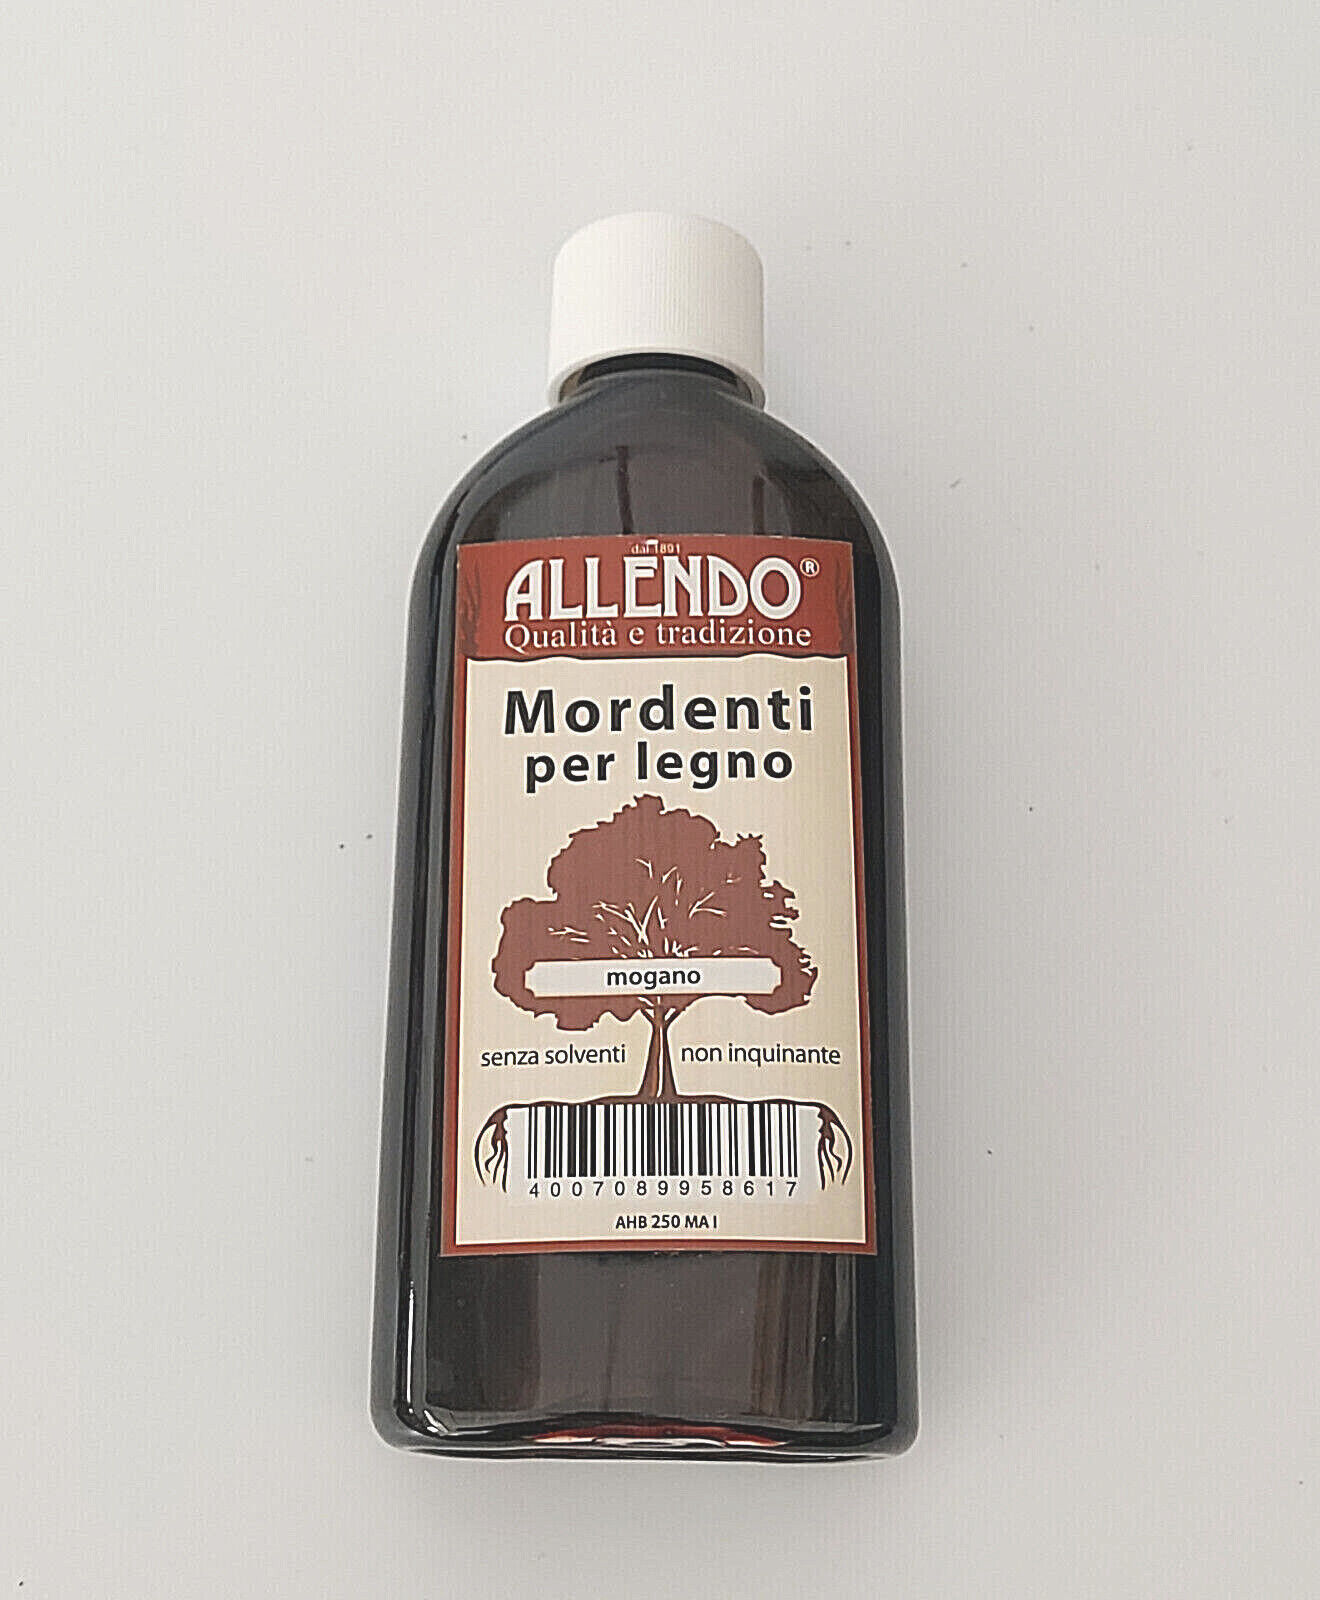 dal 1891
ALLENDO®
Qualità e tradizione
Mordenti
per legno
mogano
senza solventi non inquinante
4007089958617
AHB 250 MA I